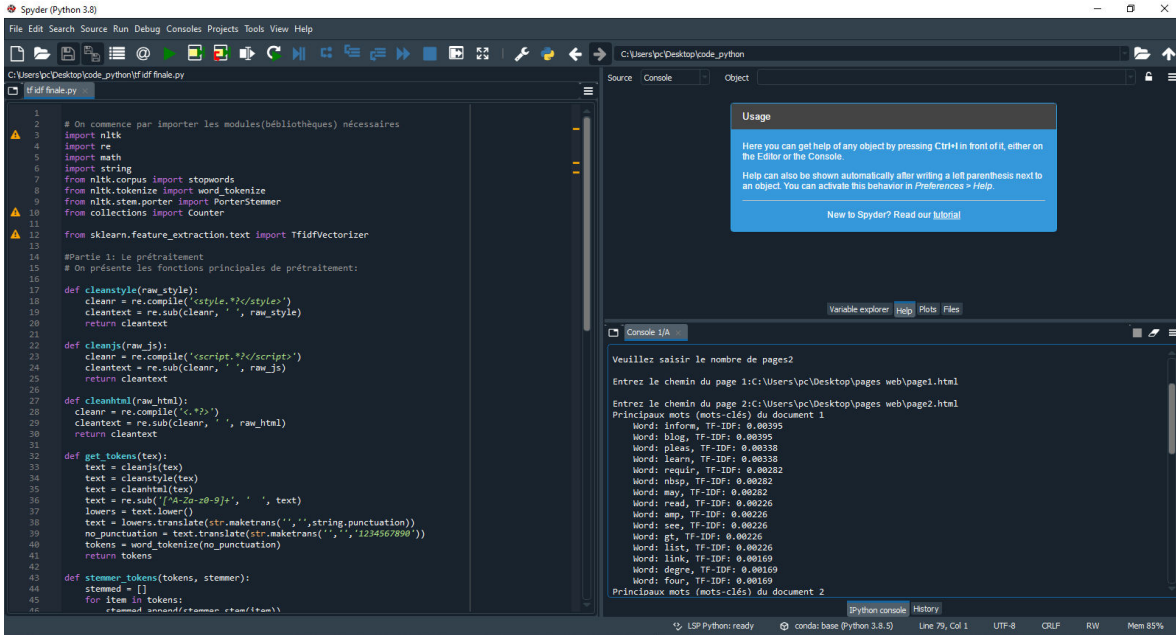 Spyder (Python 3.8)
File Edit Search Source Run Debug Consoles Projects Tools View Help
C:\Users\pc\Desktop\code_python
C:\Users\pc\Desktop\code_python\tf idf finale.py
tf idf finale.py
1
2 # On commence par importer les modules(bébliothèques) nécessaires
3 import nltk
4 import re
5 import math
6 import string
7 from nltk.corpus import stopwords
8 from nltk.tokenize import word_tokenize
9 from nltk.stem.porter import PorterStemmer
10 from collections import Counter
11
12 from sklearn.feature_extraction.text import TfidfVectorizer
13
14 #Partie 1: Le prétraitement
15 # On présente les fonctions principales de prétraitement:
16
17 def cleanstyle(raw_style):
18 cleanr = re.compile('<style.*?</style>')
19 cleantext = re.sub(cleanr, ' ', raw_style)
20 return cleantext
21
22 def cleanjs(raw_js):
23 cleanr = re.compile('<script.*?</script>')
24 cleantext = re.sub(cleanr, ' ', raw_js)
25 return cleantext
26
27 def cleanhtml(raw_html):
28 cleanr = re.compile('<.*?>')
29 cleantext = re.sub(cleanr, ' ', raw_html)
30 return cleantext
31
32 def get_tokens(tex):
33 text = cleanjs(tex)
34 text = cleanstyle(tex)
35 text = cleanhtml(tex)
36 text = re.sub('[^A-Za-z0-9]+', ' ', text)
37 lowers = text.lower()
38 text = lowers.translate(str.maketrans('','',string.punctuation))
39 no_punctuation = text.translate(str.maketrans('','','1234567890'))
40 tokens = word_tokenize(no_punctuation)
41 return tokens
42
43 def stemmer_tokens(tokens, stemmer):
44 stemmed = []
45 for item in tokens:
46 stemmed.append(stemmer.stem(item))
Source Console Object
Usage
Here you can get help of any object by pressing Ctrl+I in front of it, either on
the Editor or the Console.
Help can also be shown automatically after writing a left parenthesis next to
an object. You can activate this behavior in Preferences > Help.
New to Spyder? Read our tutorial
Variable explorer Help Plots Files
Console 1/A
Veuillez saisir le nombre de pages2
Entrez le chemin du page 1:C:\Users\pc\Desktop\pages web\page1.html
Entrez le chemin du page 2:C:\Users\pc\Desktop\pages web\page2.html
Principaux mots (mots-clés) du document 1
Word: inform, TF-IDF: 0.00395
Word: blog, TF-IDF: 0.00395
Word: pleas, TF-IDF: 0.00338
Word: learn, TF-IDF: 0.00338
Word: requir, TF-IDF: 0.00282
Word: nbsp, TF-IDF: 0.00282
Word: may, TF-IDF: 0.00282
Word: read, TF-IDF: 0.00226
Word: amp, TF-IDF: 0.00226
Word: see, TF-IDF: 0.00226
Word: gt, TF-IDF: 0.00226
Word: list, TF-IDF: 0.00226
Word: link, TF-IDF: 0.00169
Word: degre, TF-IDF: 0.00169
Word: four, TF-IDF: 0.00169
Principaux mots (mots-clés) du document 2
IPython console History
LSP Python: ready conda: base (Python 3.8.5) Line 79, Col 1 UTF-8 CRLF RW Mem 85%